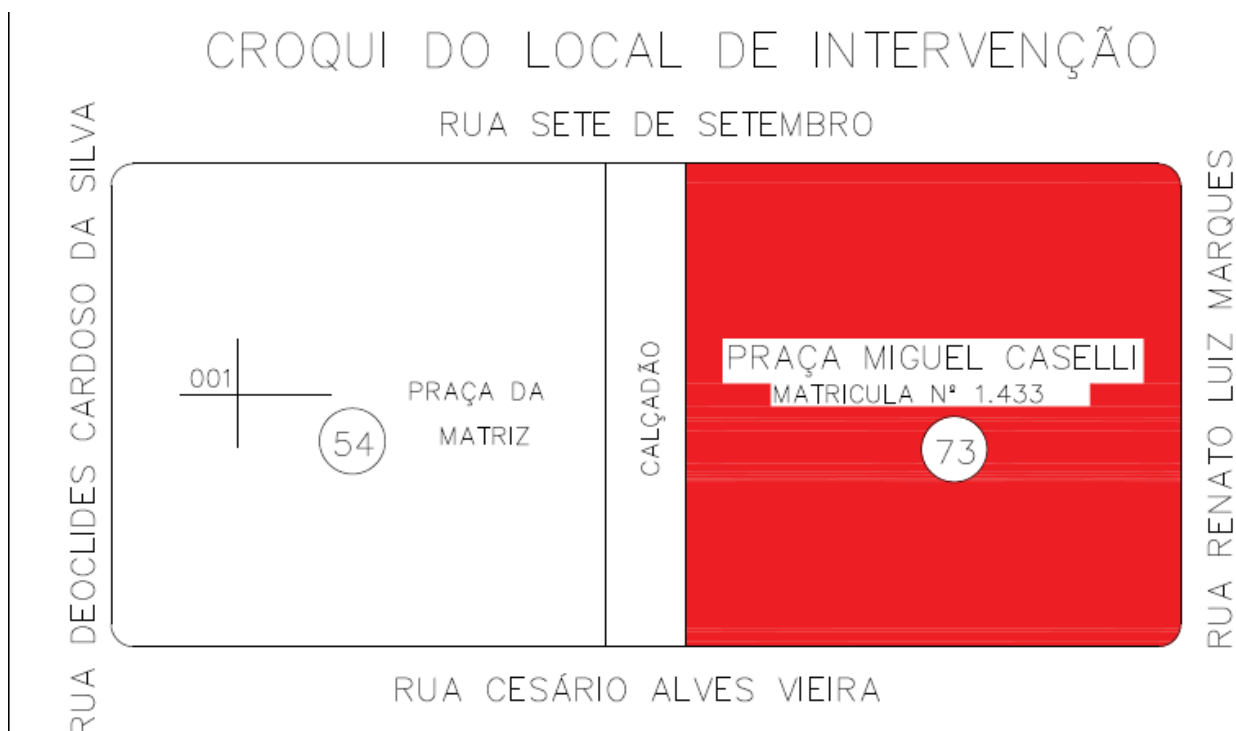 CROQUI DO LOCAL DE INTERVENÇÃO
RUA SETE DE SETEMBRO
RUA DEOCLIDES CARDOSO DA SILVA
001
54
PRAÇA DA
MATRIZ
CALÇADÃO
PRAÇA MIGUEL CASELLI
MATRICULA Nº 1.433
73
RUA RENATO LUIZ MARQUES
RUA CESÁRIO ALVES VIEIRA